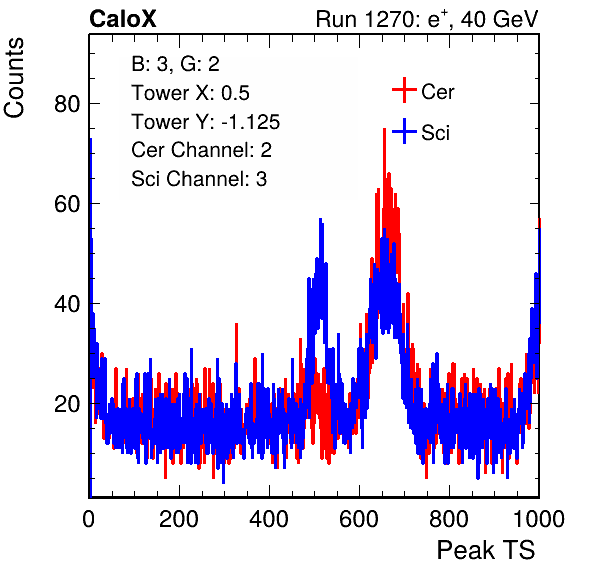 CaloX Run 1270: e+, 40 GeV
Counts
B: 3, G: 2
Tower X: 0.5
Tower Y: -1.125
Cer Channel: 2
Sci Channel: 3
Cer
Sci
80
60
40
20
0 200 400 600 800 1000
Peak TS